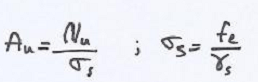 Au = Nu / σs ; σs = fe / γs